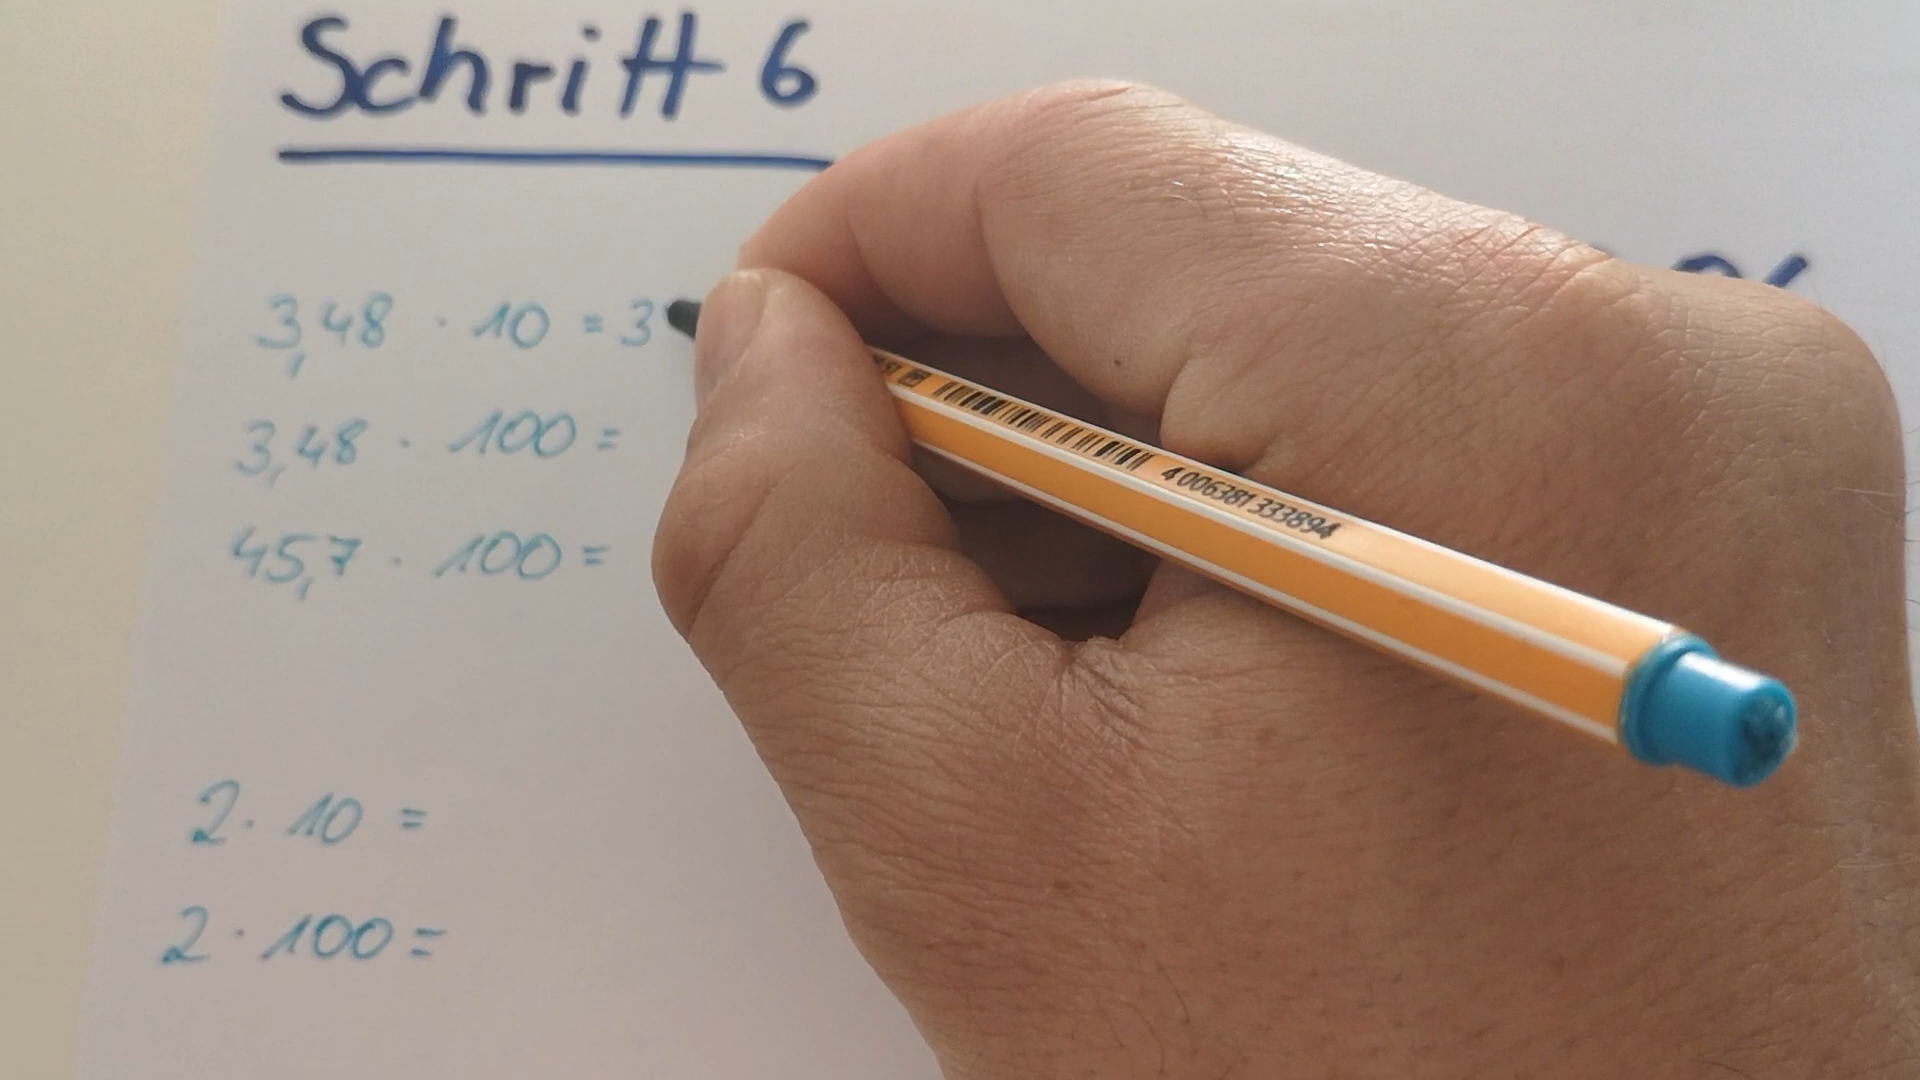 Schritt 6
3,48 · 10 = 3
3,48 · 100 =
45,7 · 100 =
2 · 10 =
2 · 100 =
4 006381 333894